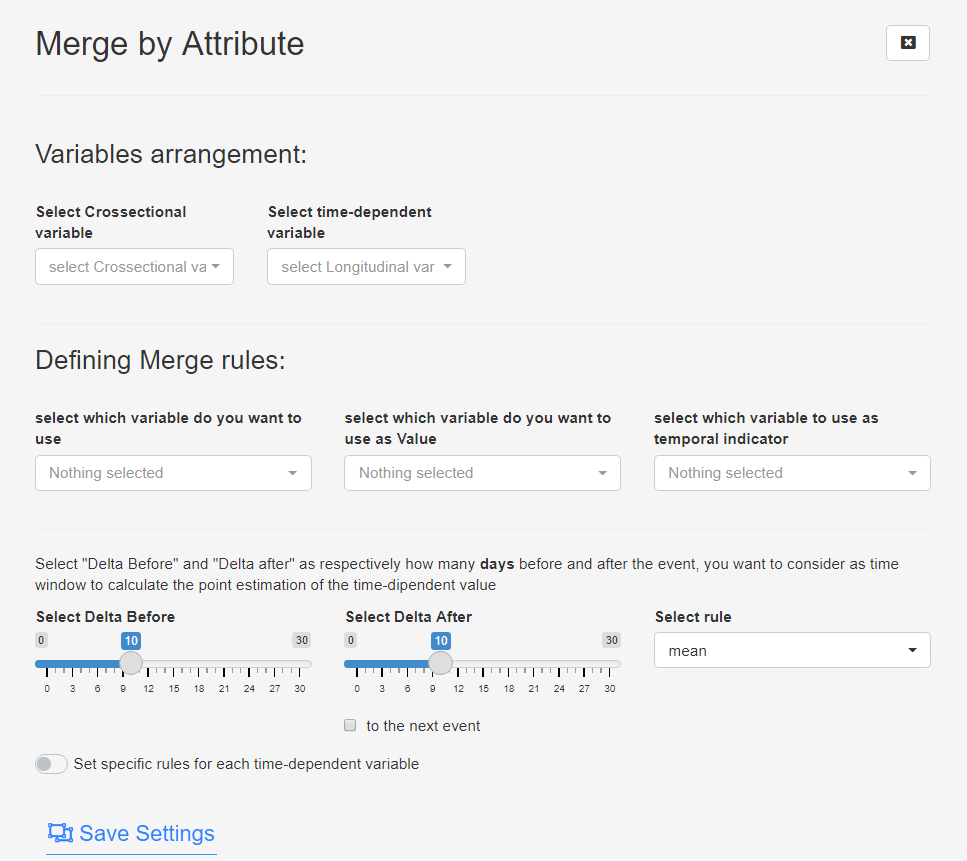 Merge by Attribute
Variables arrangement:
Select Crossectional
variable
select Crossectional va
Select time-dependent
variable
select Longitudinal var
Defining Merge rules:
select which variable do you want to
use
Nothing selected
select which variable do you want to
use as Value
Nothing selected
select which variable to use as
temporal indicator
Nothing selected
Select "Delta Before" and "Delta after" as respectively how many days before and after the event, you want to consider as time
window to calculate the point estimation of the time-dipendent value
Select Delta Before
0 10 30
0 3 6 9 12 15 18 21 24 27 30
Select Delta After
0 10 30
0 3 6 9 12 15 18 21 24 27 30
to the next event
Select rule
mean
Set specific rules for each time-dependent variable
Save Settings